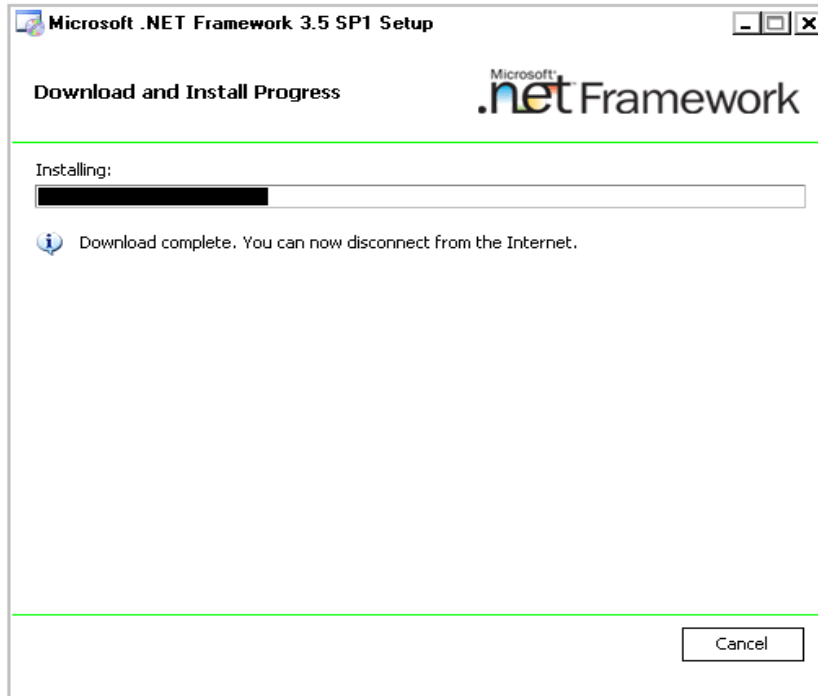 Microsoft .NET Framework 3.5 SP1 Setup
Download and Install Progress
Microsoft
.net Framework
Installing:
Download complete. You can now disconnect from the Internet.
Cancel